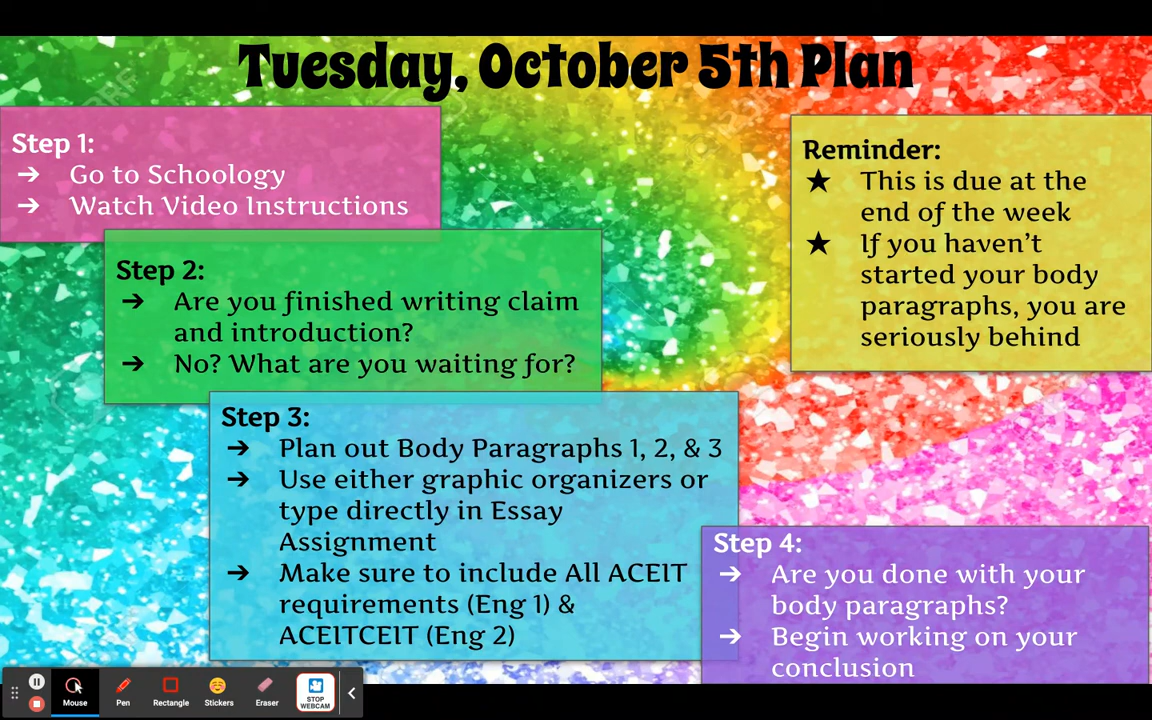 Tuesday, October 5th Plan
Step 1:
➔ Go to Schoology
➔ Watch Video Instructions
Step 2:
➔ Are you finished writing claim
and introduction?
➔ No? What are you waiting for?
Step 3:
➔ Plan out Body Paragraphs 1, 2, & 3
➔ Use either graphic organizers or
type directly in Essay
Assignment
➔ Make sure to include All ACEIT
requirements (Eng 1) &
ACEITCEIT (Eng 2)
Reminder:
★ This is due at the
end of the week
★ If you haven't
started your body
paragraphs, you are
seriously behind
Step 4:
➔ Are you done with your
body paragraphs?
➔ Begin working on your
conclusion
Mouse
Pen
Rectangle
Stickers
Eraser
STOP
WEBCAM